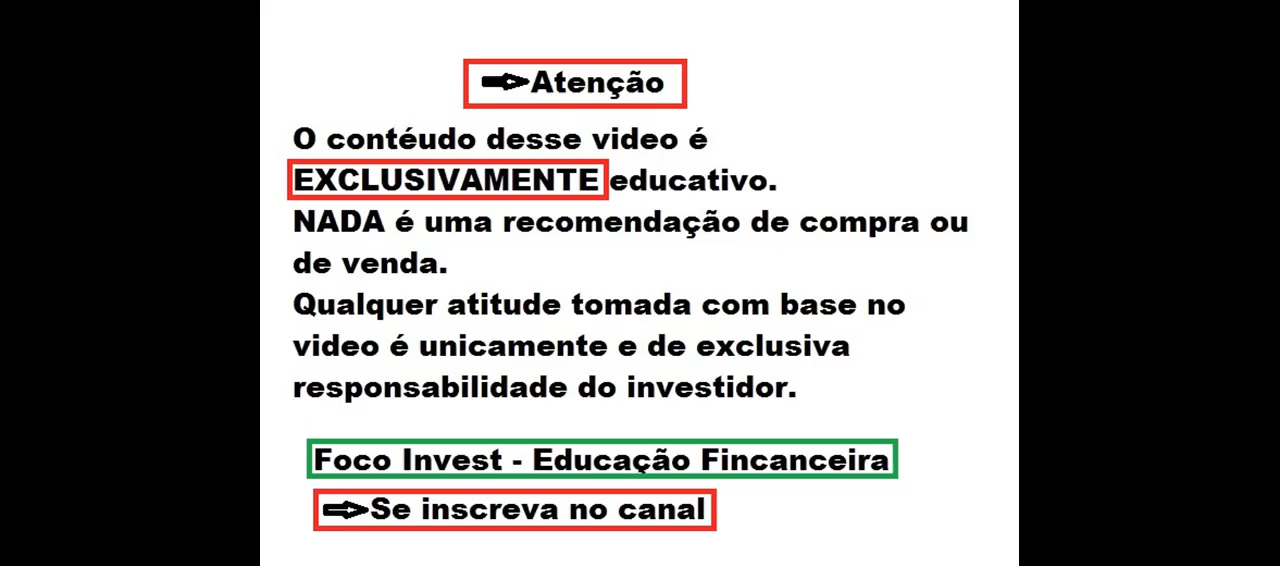 Atenção
O contéudo desse video é
EXCLUSIVAMENTE educativo.
NADA é uma recomendação de compra ou
de venda.
Qualquer atitude tomada com base no
video é unicamente e de exclusiva
responsabilidade do investidor.
Foco Invest - Educação Fincanceira
Se inscreva no canal